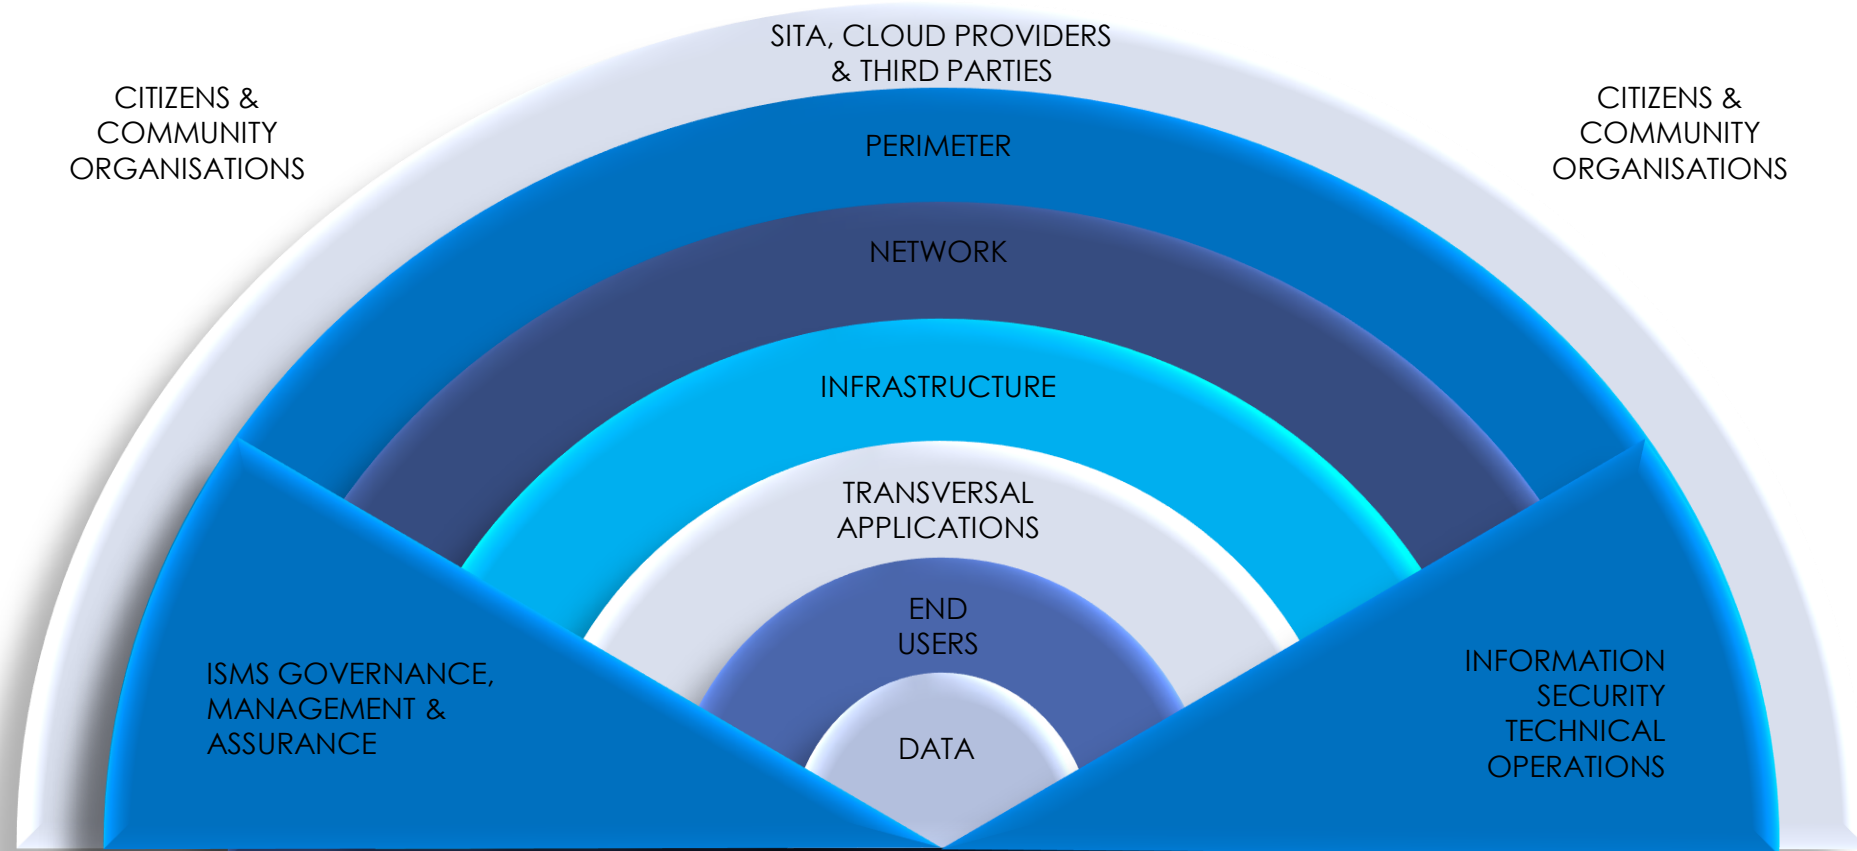 SITA, CLOUD PROVIDERS
& THIRD PARTIES
CITIZENS &
COMMUNITY
ORGANISATIONS
CITIZENS &
COMMUNITY
ORGANISATIONS
PERIMETER
NETWORK
INFRASTRUCTURE
TRANSVERSAL
APPLICATIONS
END
USERS
ISMS GOVERNANCE,
MANAGEMENT &
ASSURANCE
DATA
INFORMATION
SECURITY
TECHNICAL
OPERATIONS